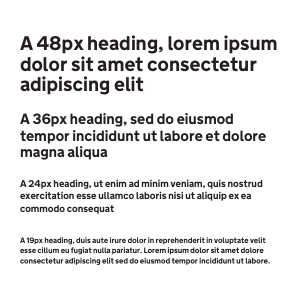 A 48px heading, lorem ipsum
dolor sit amet consectetur
adipiscing elit
A 36px heading, sed do eiusmod
tempor incididunt ut labore et dolore
magna aliqua
A 24px heading, ut enim ad minim veniam, quis nostrud
exercitation esse ullamco laboris nisi ut aliquip ex ea
commodo consequat
A 19px heading, duis aute irure dolor in reprehenderit in voluptate velit
esse cillum eu fugiat nulla pariatur. Lorem ipsum dolor sit amet
consectetur adipiscing elit sed do eiusmod tempor incididunt ut labore.